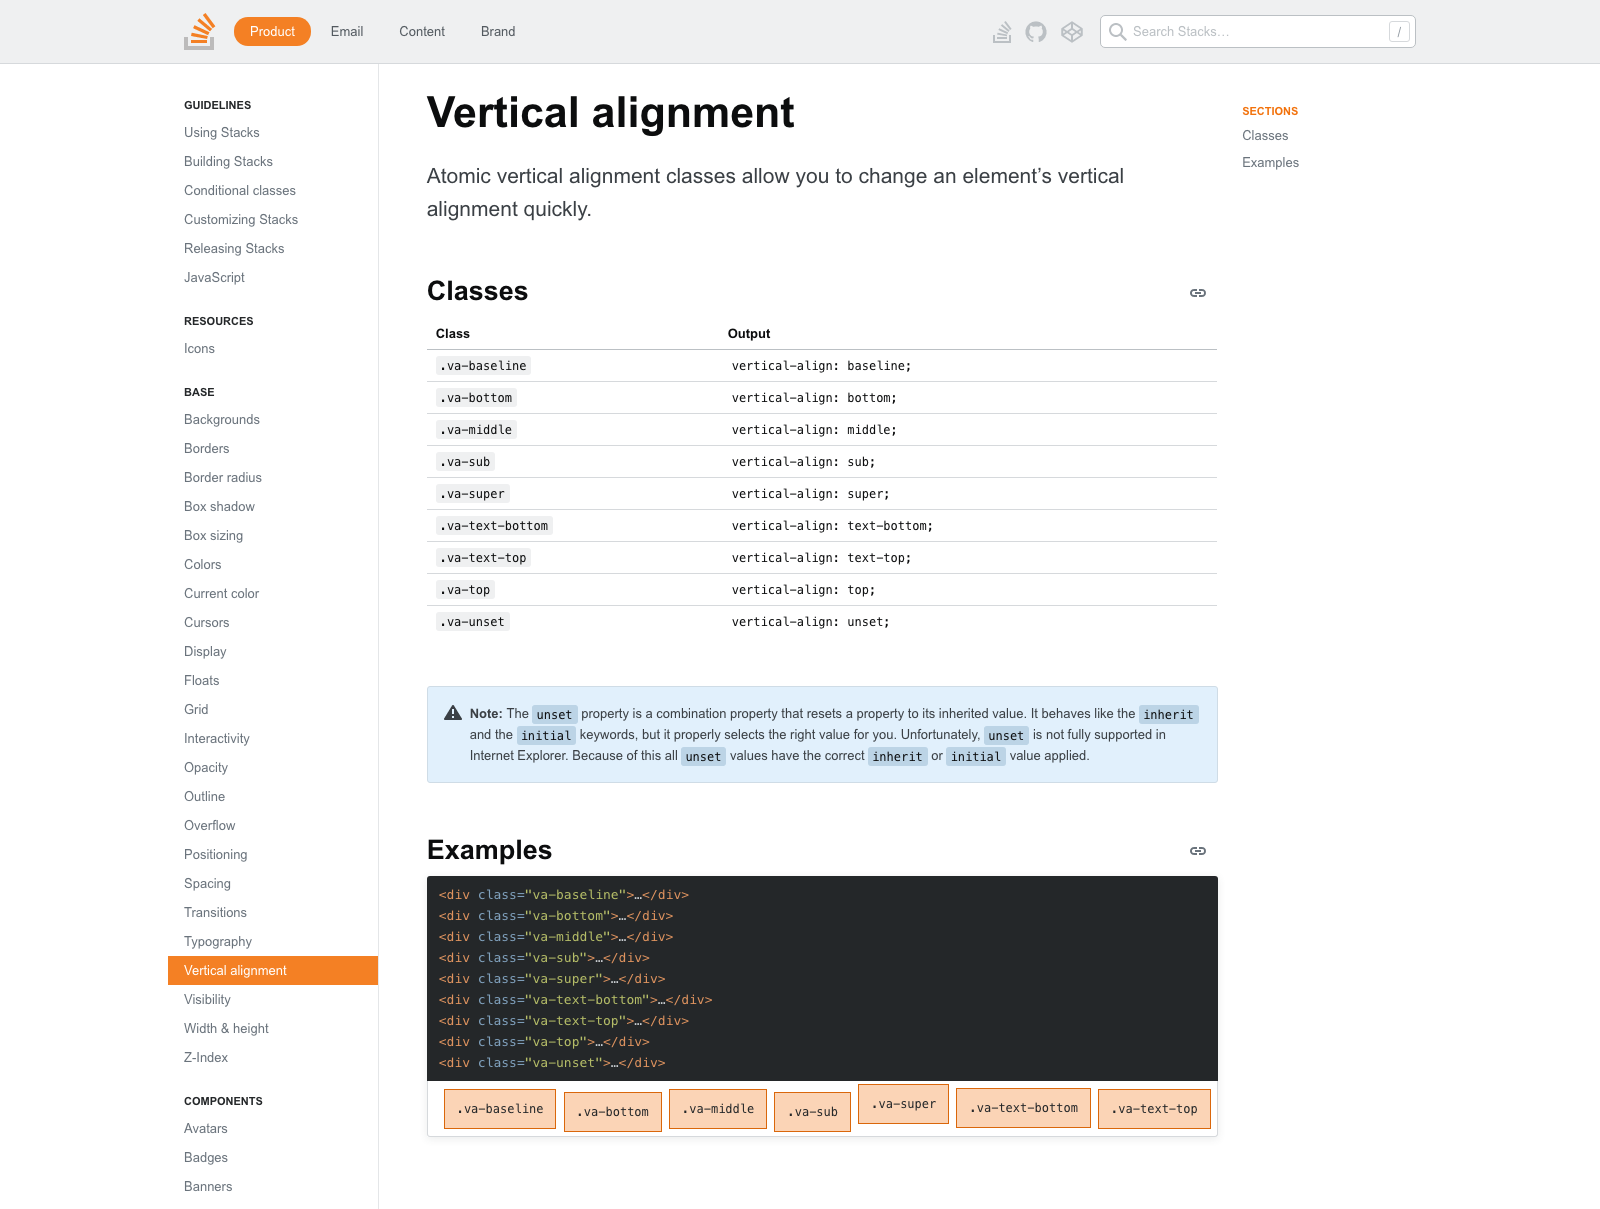 Product
Email
Content
Brand
Search Stacks…
/
GUIDELINES
Using Stacks
Building Stacks
Conditional classes
Customizing Stacks
Releasing Stacks
JavaScript
RESOURCES
Icons
BASE
Backgrounds
Borders
Border radius
Box shadow
Box sizing
Colors
Current color
Cursors
Display
Floats
Grid
Interactivity
Opacity
Outline
Overflow
Positioning
Spacing
Transitions
Typography
Vertical alignment
Visibility
Width & height
Z-Index
COMPONENTS
Avatars
Badges
Banners
Vertical alignment
Atomic vertical alignment classes allow you to change an element’s vertical
alignment quickly.
Classes
Class Output
.va-baseline vertical-align: baseline;
.va-bottom vertical-align: bottom;
.va-middle vertical-align: middle;
.va-sub vertical-align: sub;
.va-super vertical-align: super;
.va-text-bottom vertical-align: text-bottom;
.va-text-top vertical-align: text-top;
.va-top vertical-align: top;
.va-unset vertical-align: unset;
Note: The unset property is a combination property that resets a property to its inherited value. It behaves like the inherit
and the initial keywords, but it properly selects the right value for you. Unfortunately, unset is not fully supported in
Internet Explorer. Because of this all unset values have the correct inherit or initial value applied.
Examples
<div class="va-baseline">…</div>
<div class="va-bottom">…</div>
<div class="va-middle">…</div>
<div class="va-sub">…</div>
<div class="va-super">…</div>
<div class="va-text-bottom">…</div>
<div class="va-text-top">…</div>
<div class="va-top">…</div>
<div class="va-unset">…</div>
.va-baseline
.va-bottom
.va-middle
.va-sub
.va-super
.va-text-bottom
.va-text-top
SECTIONS
Classes
Examples